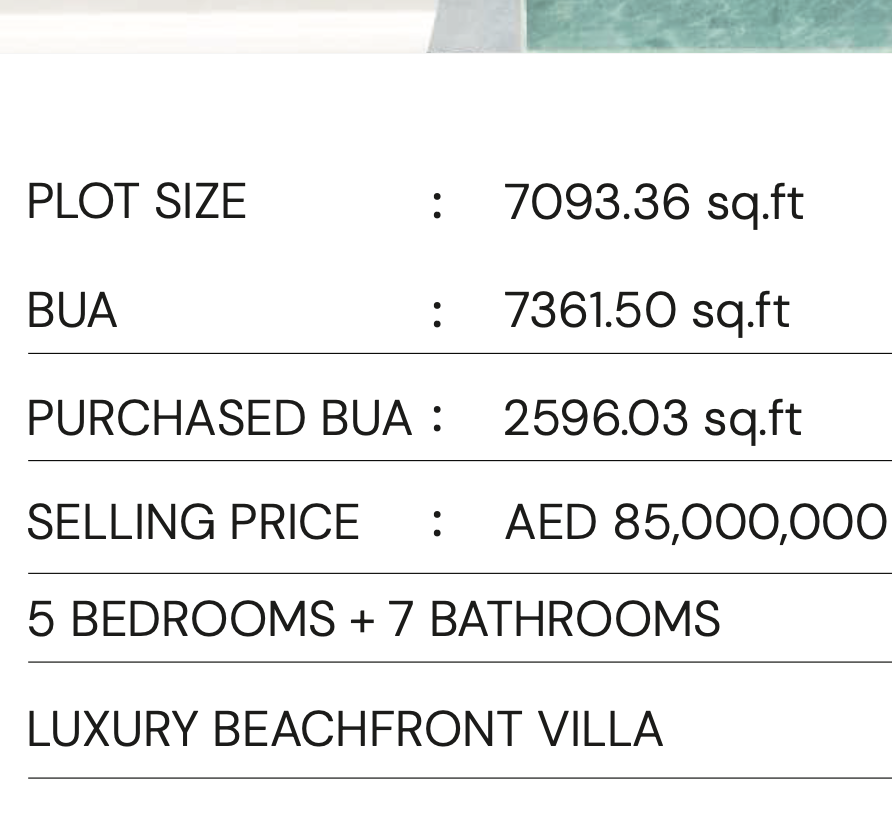 PLOT SIZE : 7093.36 sq.ft
BUA : 7361.50 sq.ft
PURCHASED BUA : 2596.03 sq.ft
SELLING PRICE : AED 85,000,000
5 BEDROOMS + 7 BATHROOMS
LUXURY BEACHFRONT VILLA